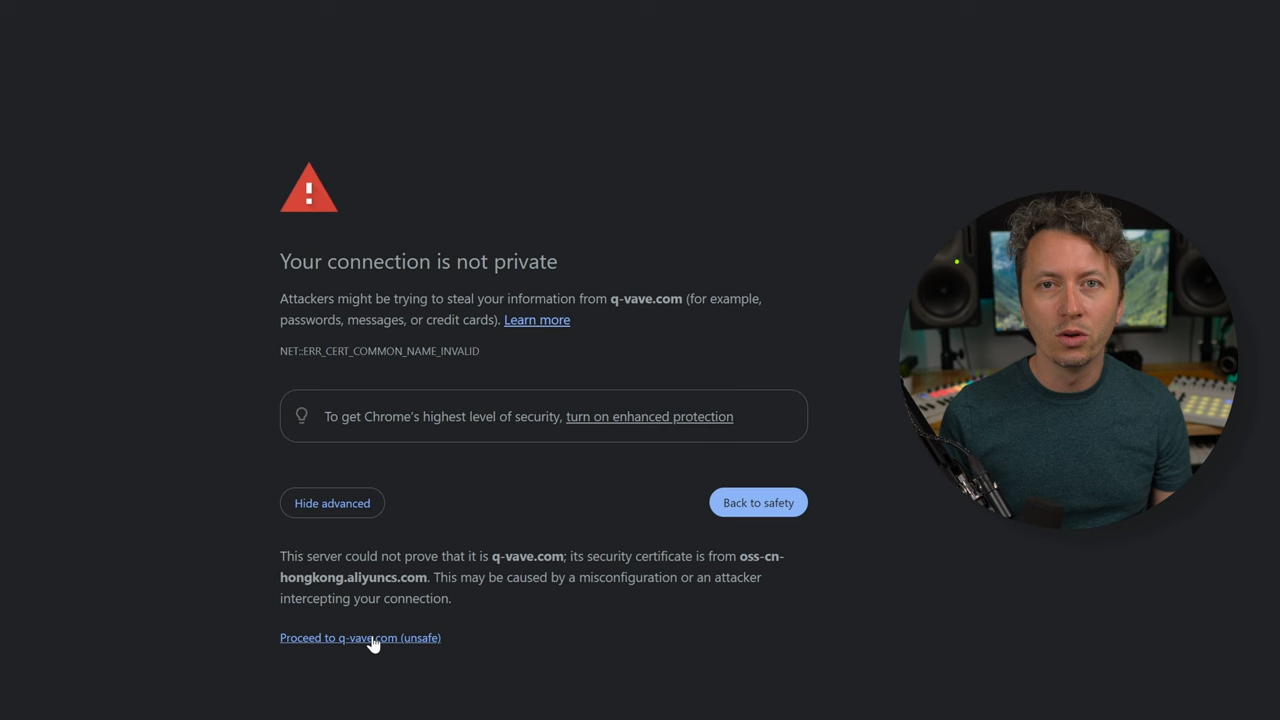 Your connection is not private
Attackers might be trying to steal your information from q-vave.com (for example,
passwords, messages, or credit cards). Learn more
NET::ERR_CERT_COMMON_NAME_INVALID
To get Chrome's highest level of security, turn on enhanced protection
Hide advanced
Back to safety
This server could not prove that it is q-vave.com; its security certificate is from oss-cn-
hongkong.aliyuncs.com. This may be caused by a misconfiguration or an attacker
intercepting your connection.
Proceed to q-vave.com (unsafe)